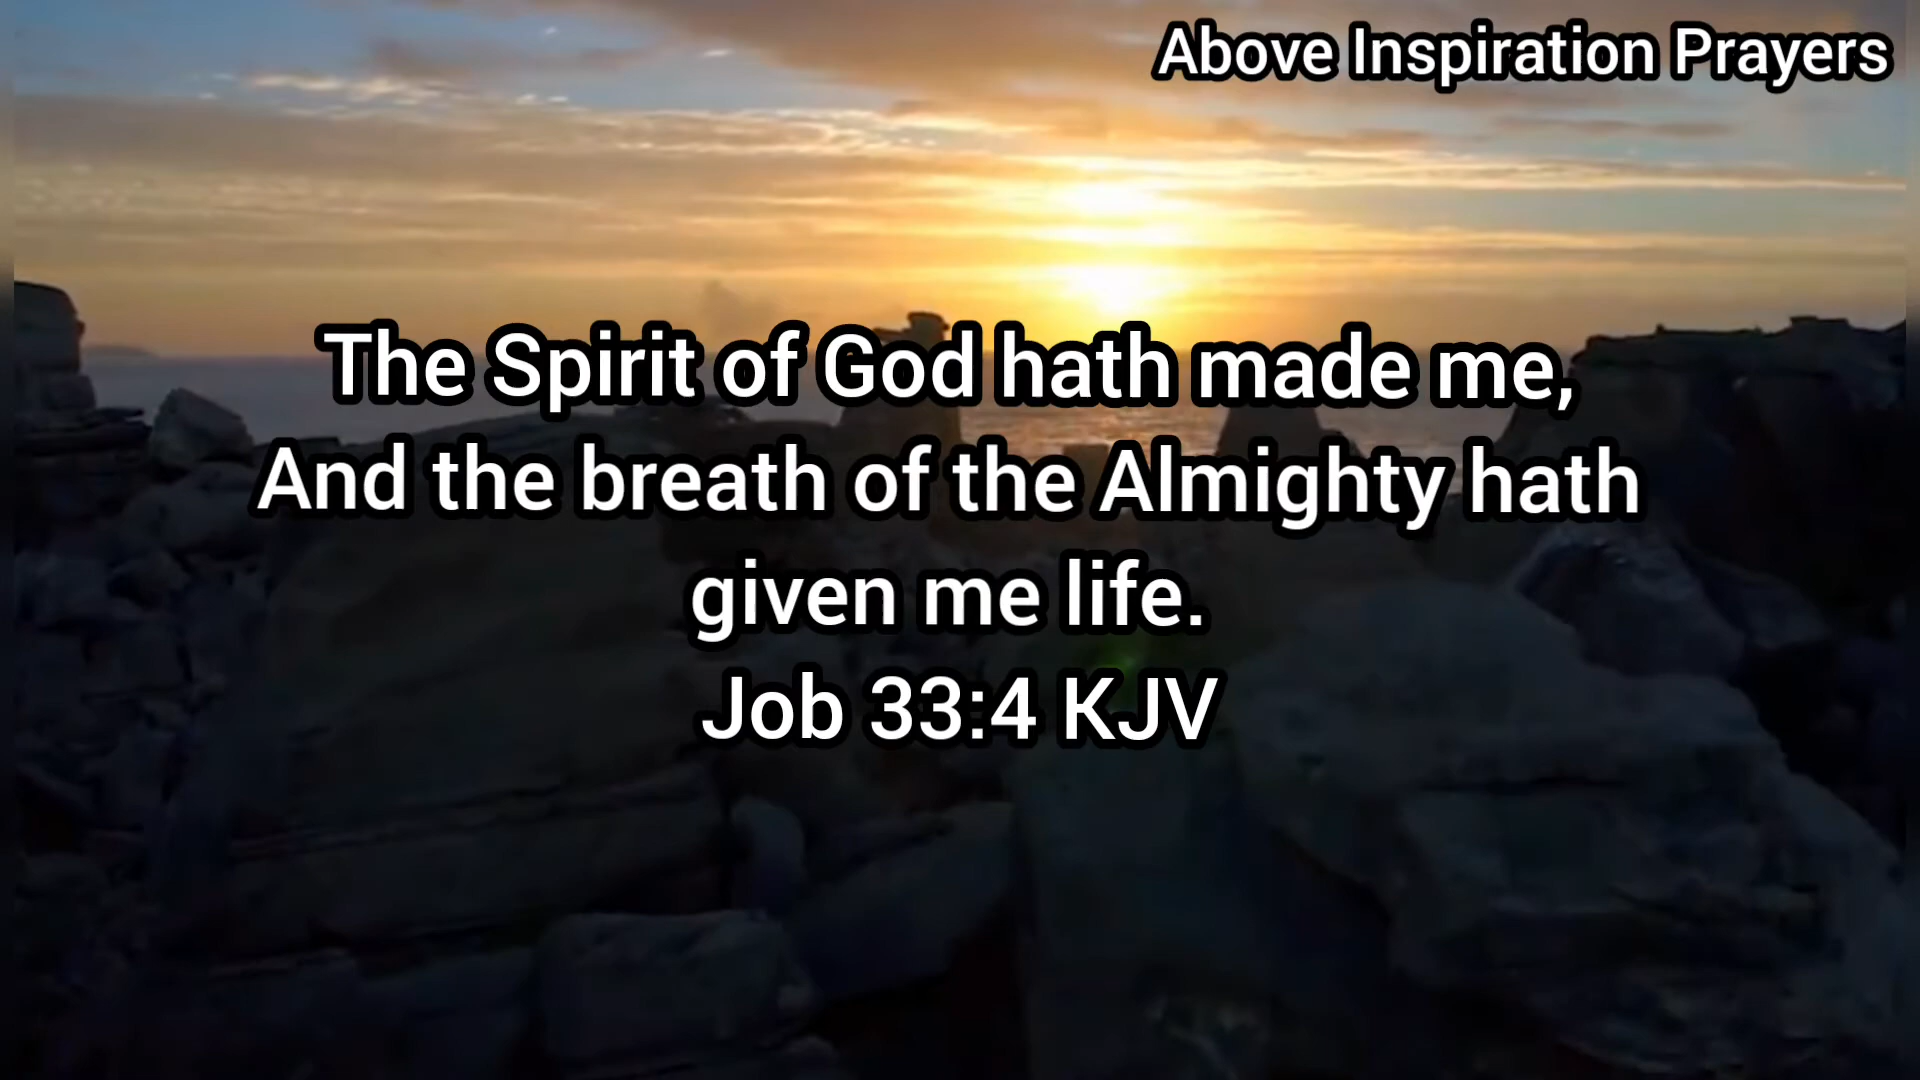 Above Inspiration Prayers
The Spirit of God hath made me,
And the breath of the Almighty hath
given me life.
Job 33:4 KJV